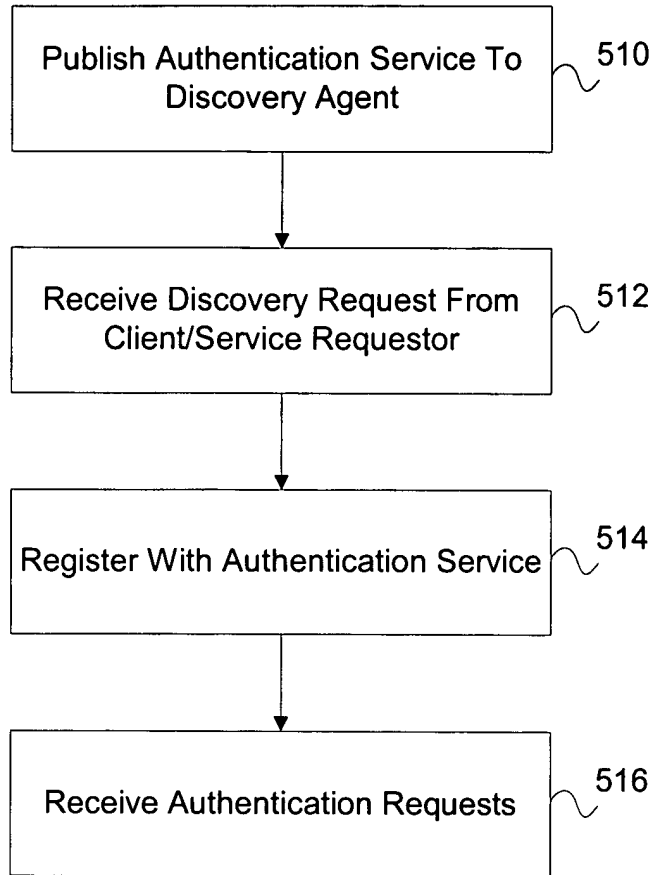 Publish Authentication Service To
Discovery Agent
510
Receive Discovery Request From
Client/Service Requestor
512
Register With Authentication Service
514
Receive Authentication Requests
516